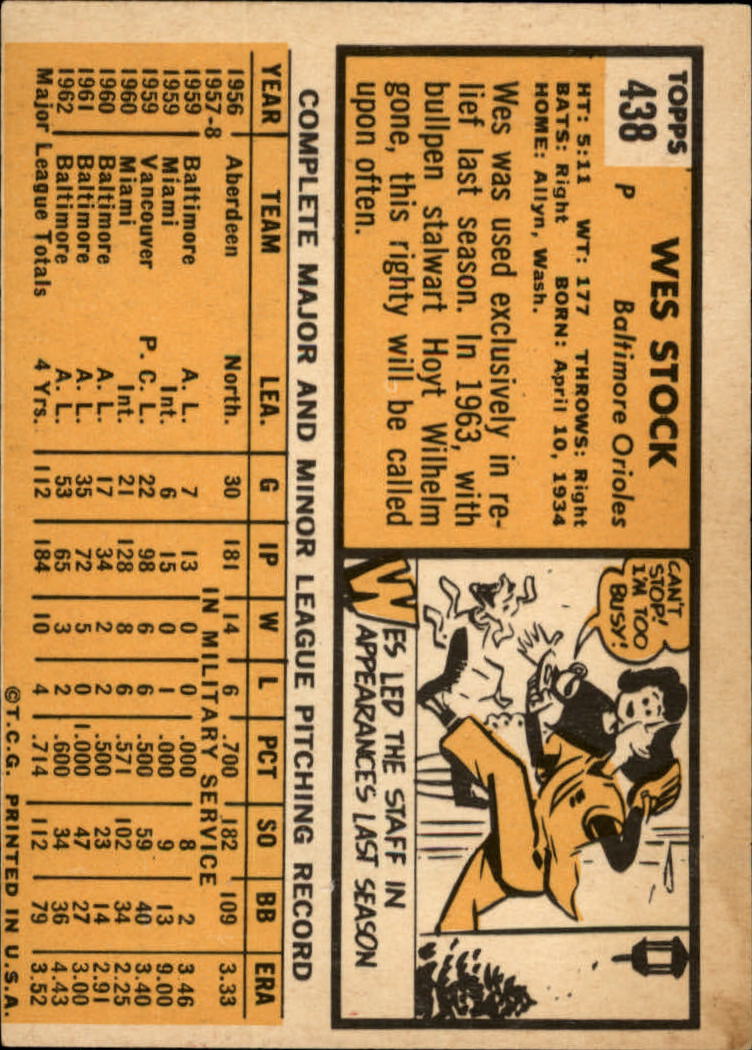 TOPPS
438
WES STOCK
P Baltimore Orioles
HT: 5:11 WT: 177 THROWS: Right
BATS: Right BORN: April 10, 1934
HOME: Allyn, Wash.
Wes was used exclusively in re-
lief last season. In 1963, with
bullpen stalwart Hoyt Wilhelm
gone, this righty will be called
upon often.
CAN'T
STOP!
I'M TOO
BUSY!
WES LED THE STAFF IN
APPEARANCES LAST SEASON
COMPLETE MAJOR AND MINOR LEAGUE PITCHING RECORD
YEAR TEAM LEA. G IP W L PCT SO BB ERA
1956 Aberdeen North. 30 181 14 6 .700 182 109 3.33
1957-8 IN MILITARY SERVICE
1959 Baltimore A. L. 7 13 0 0 .000 8 2 3.46
1959 Miami Int. 6 15 0 1 .000 9 13 9.00
1959 Vancouver P. C. L. 22 98 6 6 .500 59 40 3.40
1960 Miami Int. 21 128 8 6 .571 102 34 2.25
1960 Baltimore A. L. 17 34 2 2 .500 23 14 2.91
1961 Baltimore A. L. 35 72 5 0 1.000 47 27 3.00
1962 Baltimore A. L. 53 65 3 2 .600 34 36 4.43
Major League Totals 4 Yrs. 112 184 10 4 .714 112 79 3.52
©T.C.G. PRINTED IN U.S.A.